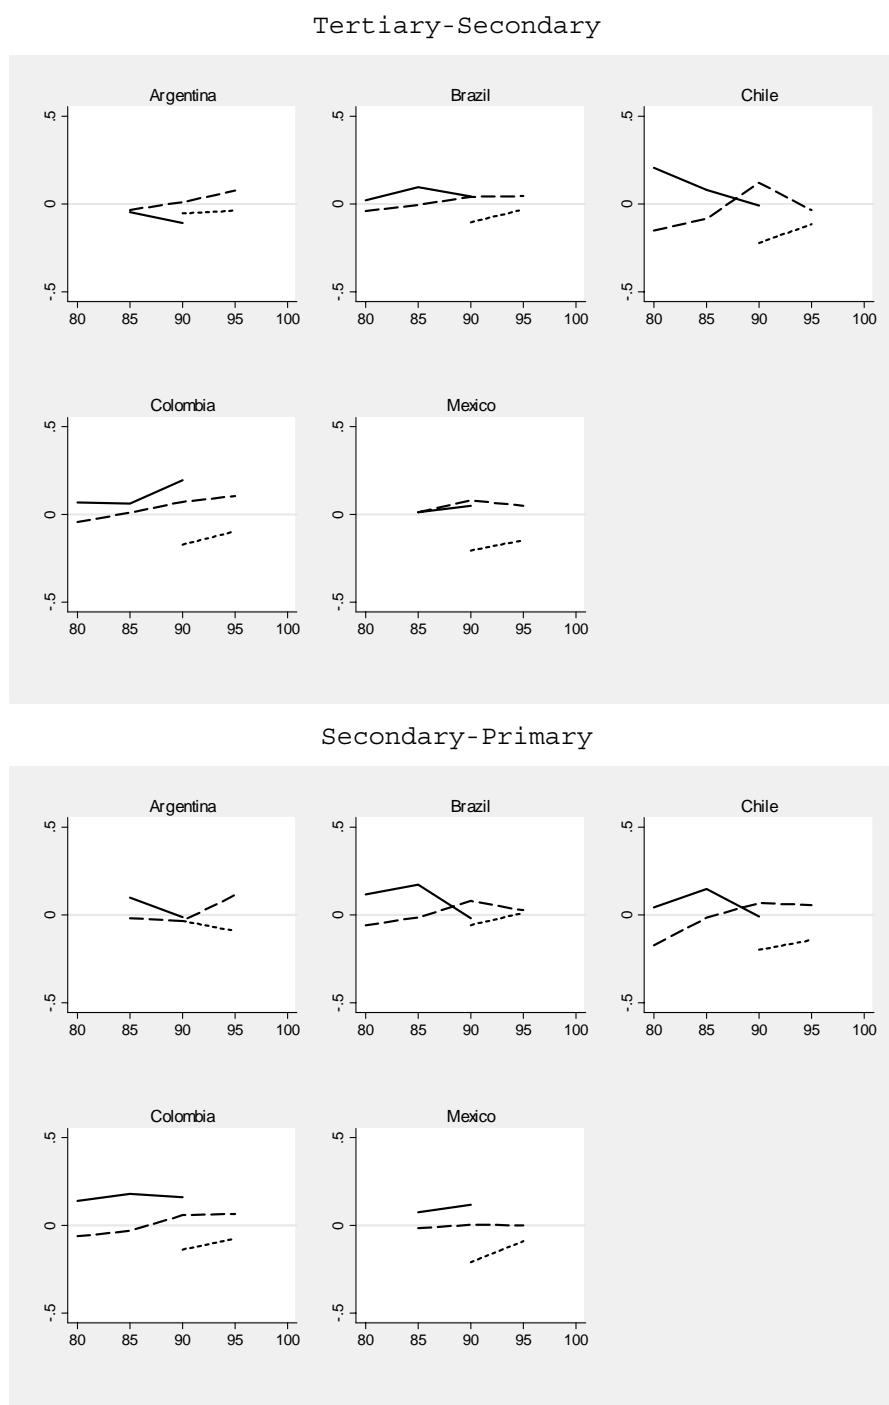 Tertiary-Secondary
Argentina Brazil Chile
.5 .5 .5
0 0 0
-.5 -.5 -.5
80 85 90 95 100 80 85 90 95 100 80 85 90 95 100
Colombia Mexico
.5 .5
0 0
-.5 -.5
80 85 90 95 100 80 85 90 95 100
Secondary-Primary
Argentina Brazil Chile
.5 .5 .5
0 0 0
-.5 -.5 -.5
80 85 90 95 100 80 85 90 95 100 80 85 90 95 100
Colombia Mexico
.5 .5
0 0
-.5 -.5
80 85 90 95 100 80 85 90 95 100